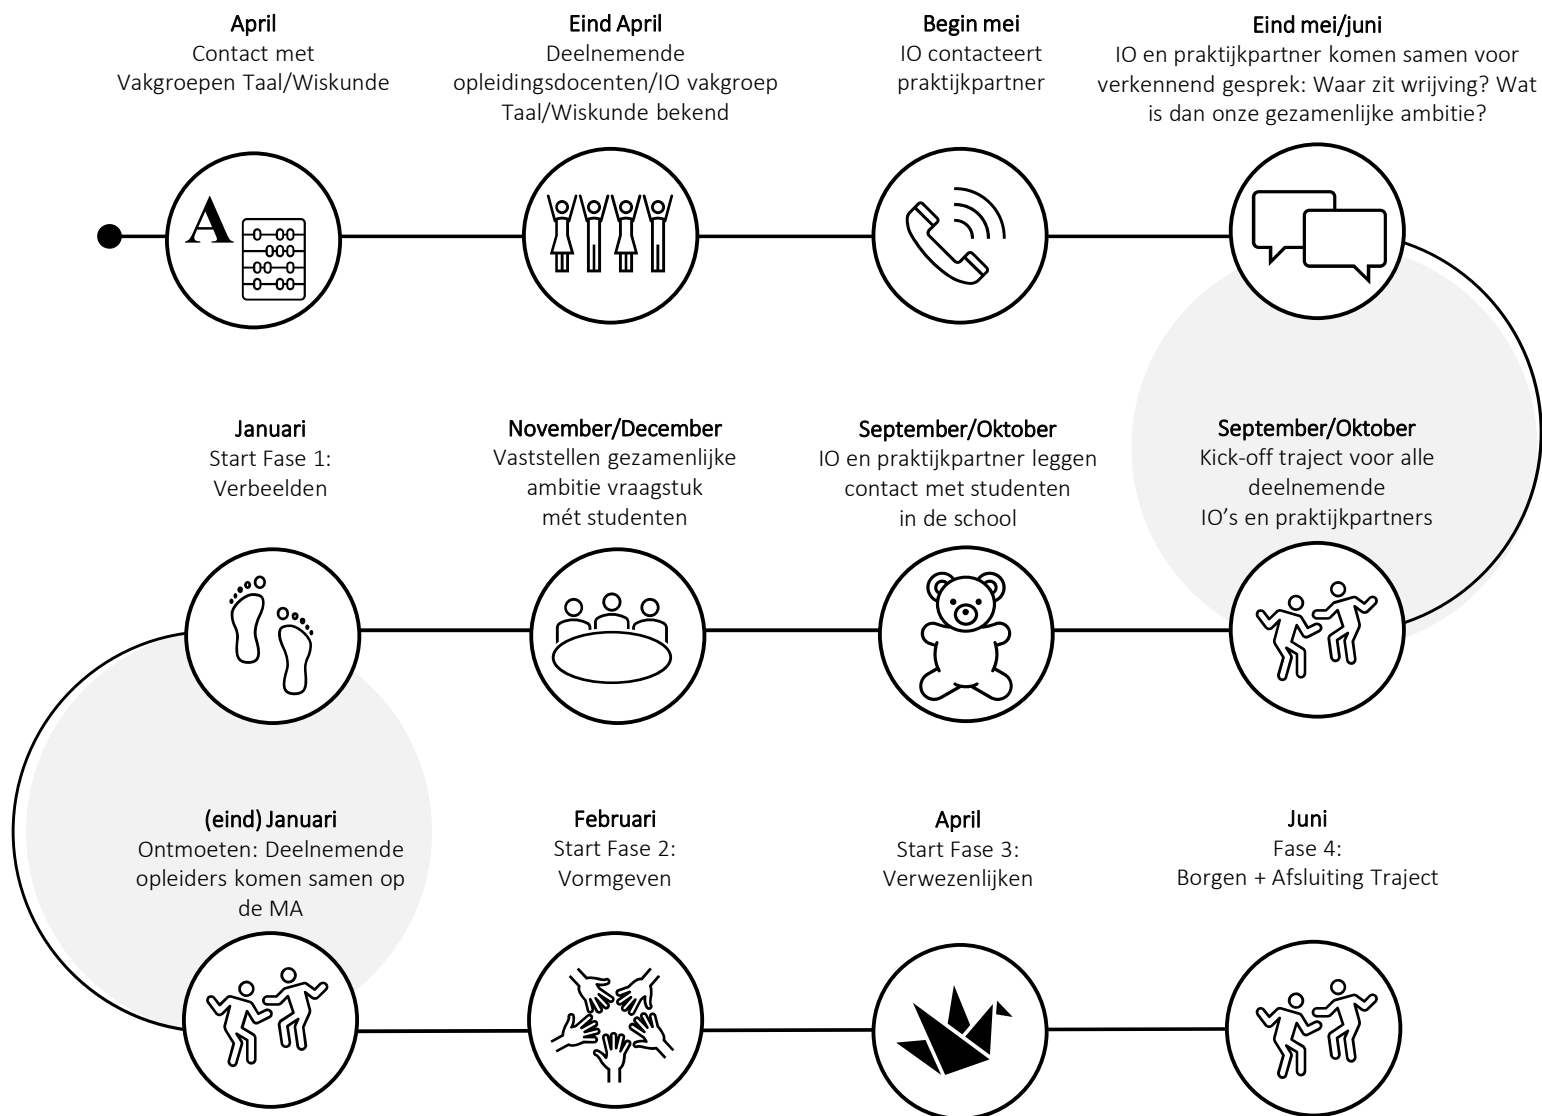 April
Contact met
Vakgroepen Taal/Wiskunde
Eind April
Deelnemende
opleidingsdocenten/IO vakgroep
Taal/Wiskunde bekend
Begin mei
IO contacteert
praktijkpartner
Eind mei/juni
IO en praktijkpartner komen samen voor
verkennend gesprek: Waar zit wrijving? Wat
is dan onze gezamenlijke ambitie?
A
September/Oktober
Kick-off traject voor alle
deelnemende
IO’s en praktijkpartners
September/Oktober
IO en praktijkpartner leggen
contact met studenten
in de school
November/December
Vaststellen gezamenlijke
ambitie vraagstuk
mét studenten
Januari
Start Fase 1:
Verbeelden
(eind) Januari
Ontmoeten: Deelnemende
opleiders komen samen op
de MA
Februari
Start Fase 2:
Vormgeven
April
Start Fase 3:
Verwezenlijken
Juni
Fase 4:
Borgen + Afsluiting Traject